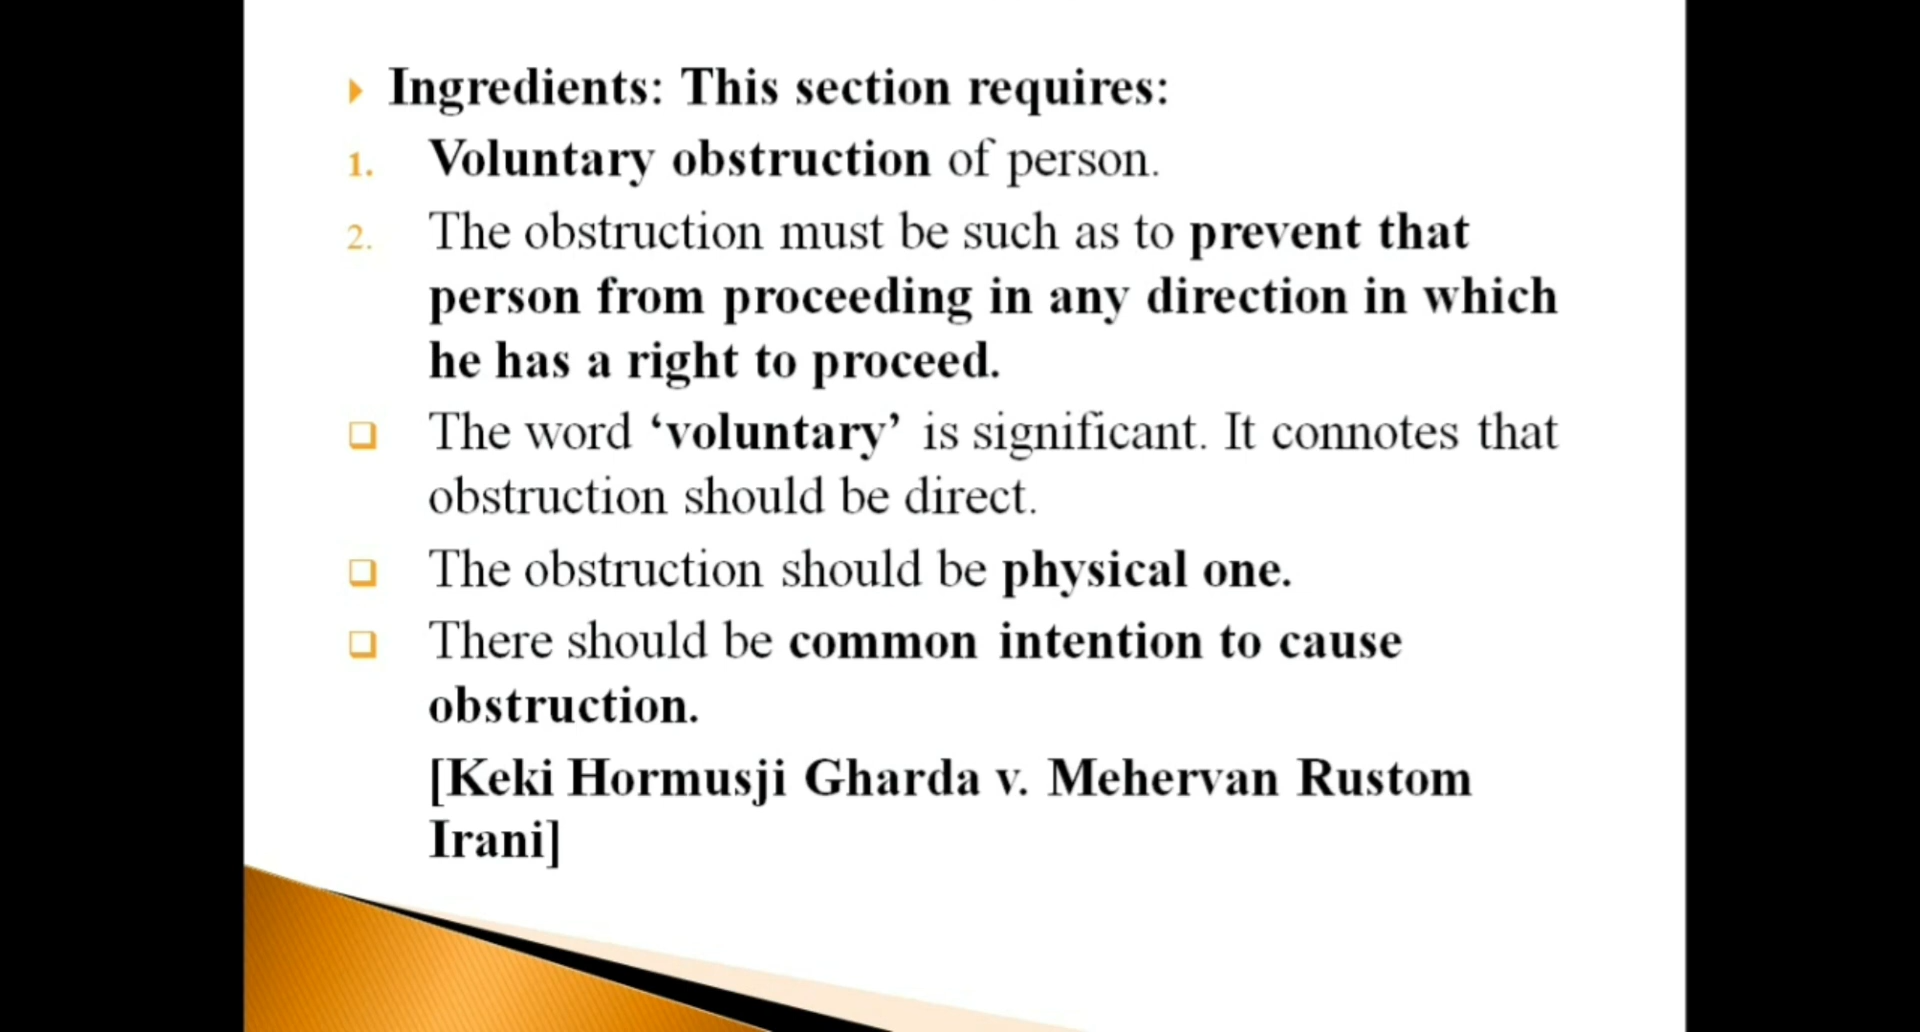 Ingredients: This section requires:
1. Voluntary obstruction of person.
2. The obstruction must be such as to prevent that
person from proceeding in any direction in which
he has a right to proceed.
The word ‘voluntary’ is significant. It connotes that
obstruction should be direct.
The obstruction should be physical one.
There should be common intention to cause
obstruction.
[Keki Hormusji Gharda v. Mehervan Rustom
Irani]